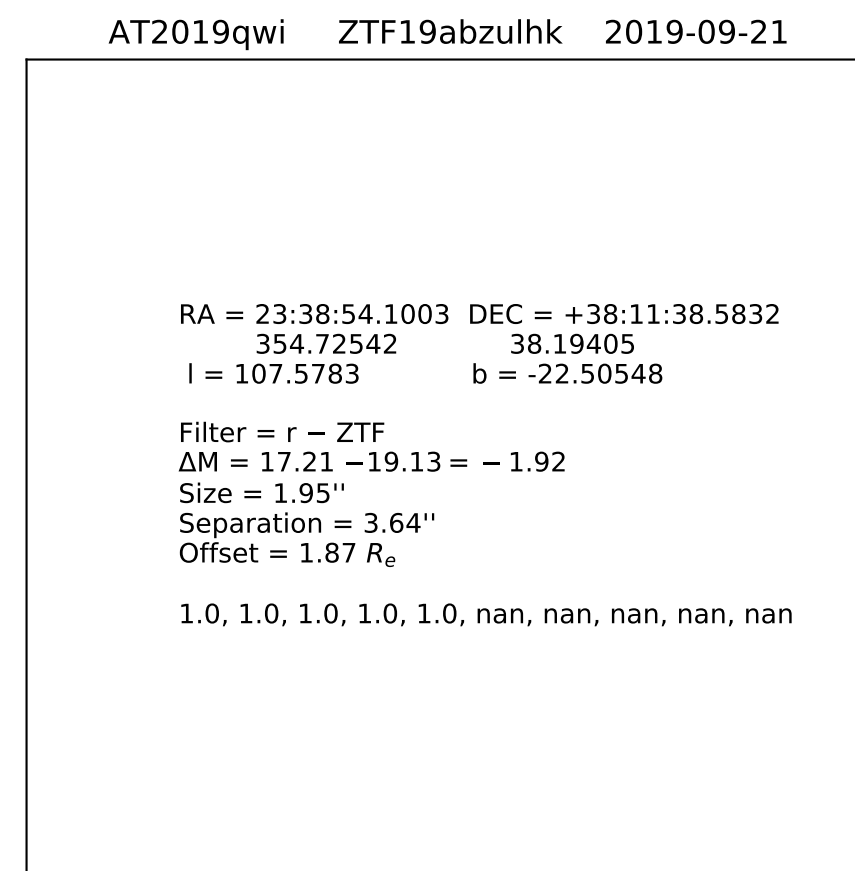 AT2019qwi ZTF19abzulhk 2019-09-21
RA = 23:38:54.1003 DEC = +38:11:38.5832
354.72542 38.19405
l = 107.5783 b = -22.50548
Filter = r − ZTF
ΔM = 17.21 −19.13 = − 1.92
Size = 1.95''
Separation = 3.64''
Offset = 1.87 Re
1.0, 1.0, 1.0, 1.0, 1.0, nan, nan, nan, nan, nan